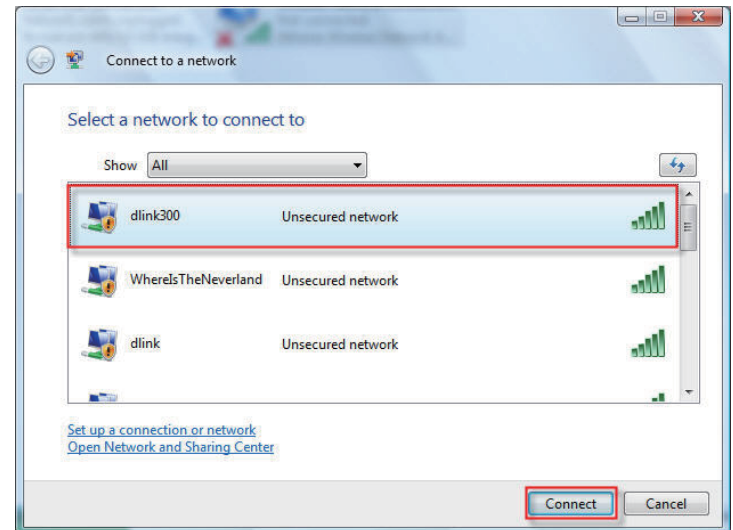 Connect to a network
Select a network to connect to
Show All
dlink300 Unsecured network
WhereIsTheNeverland Unsecured network
dlink Unsecured network
Set up a connection or network
Open Network and Sharing Center
Connect Cancel